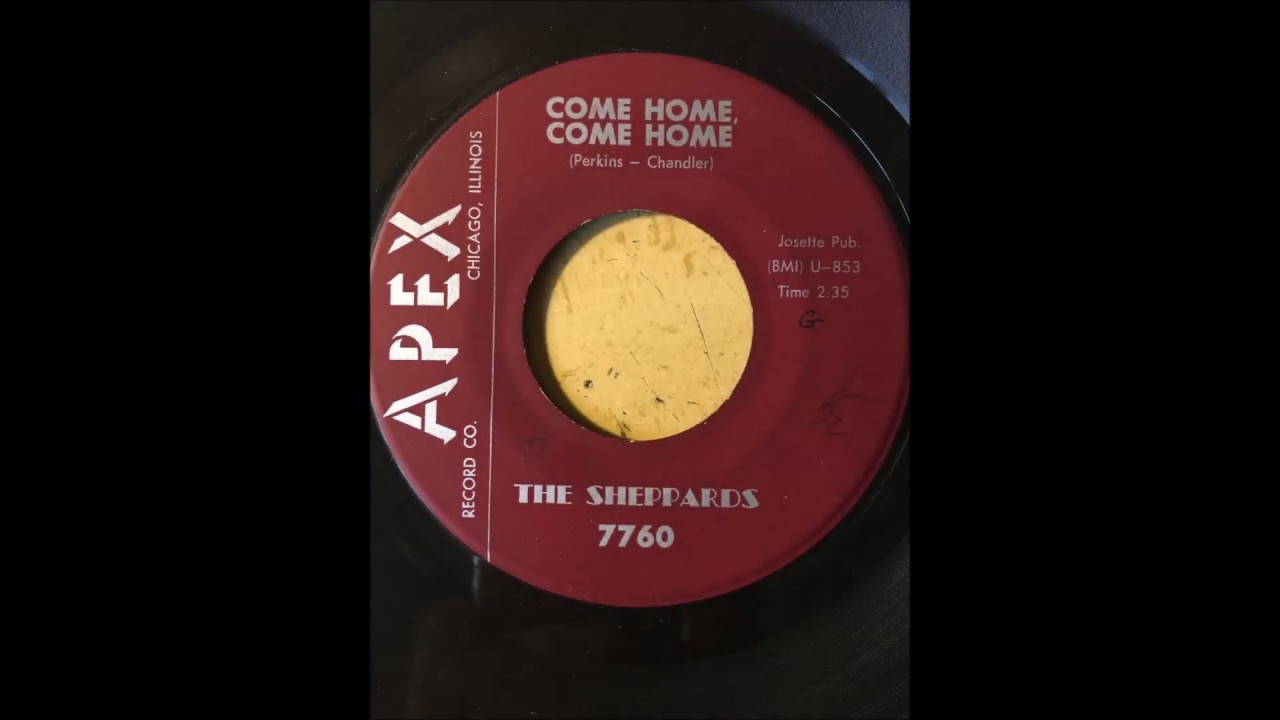 COME HOME,
COME HOME
(Perkins – Chandler)
APEX
RECORD CO.
CHICAGO, ILLINOIS
Josette Pub.
(BMI) U–853
Time 2:35
G
THE SHEPPARDS
7760